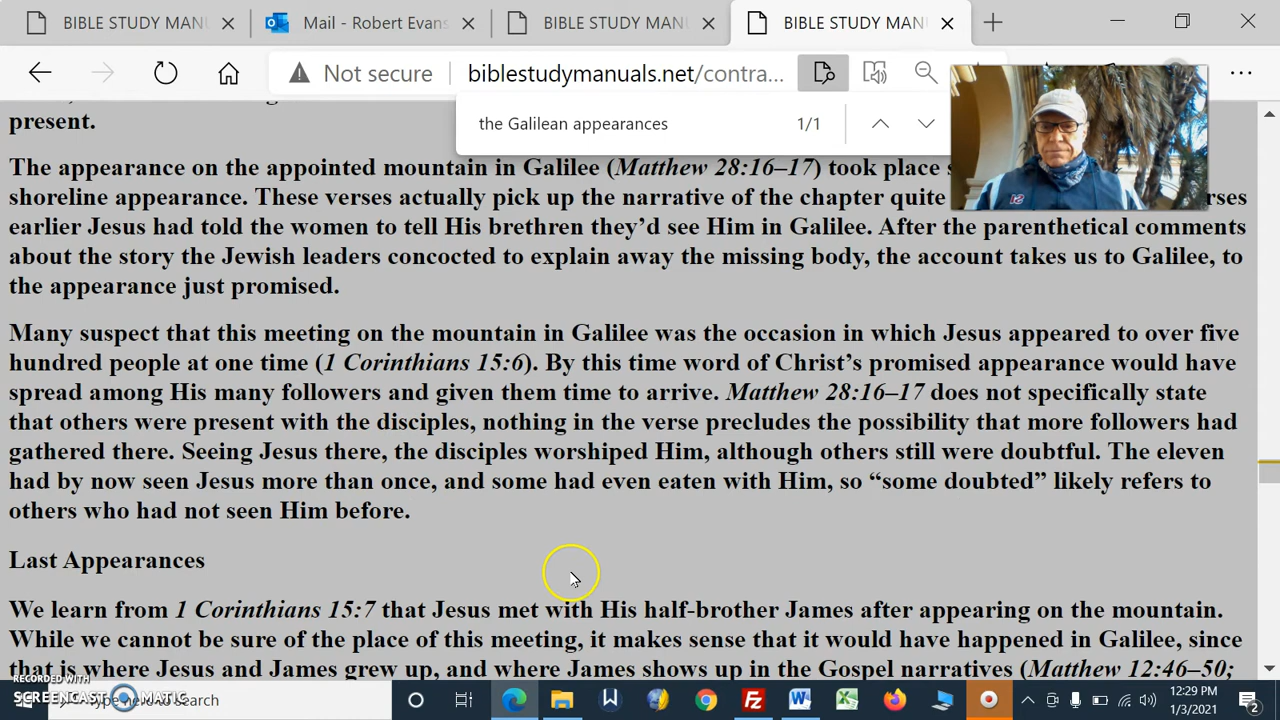 BIBLE STUDY MANU
Mail - Robert Evans
BIBLE STUDY MANU
BIBLE STUDY MANU
Not secure
biblestudymanuals.net/contra...
the Galilean appearances
1/1
present.
The appearance on the appointed mountain in Galilee (Matthew 28:16–17) took place
shoreline appearance. These verses actually pick up the narrative of the chapter quite
earlier Jesus had told the women to tell His brethren they’d see Him in Galilee. After the parenthetical comments
about the story the Jewish leaders concocted to explain away the missing body, the account takes us to Galilee, to
the appearance just promised.
Many suspect that this meeting on the mountain in Galilee was the occasion in which Jesus appeared to over five
hundred people at one time (1 Corinthians 15:6). By this time word of Christ’s promised appearance would have
spread among His many followers and given them time to arrive. Matthew 28:16–17 does not specifically state
that others were present with the disciples, nothing in the verse precludes the possibility that more followers had
gathered there. Seeing Jesus there, the disciples worshiped Him, although others still were doubtful. The eleven
had by now seen Jesus more than once, and some had even eaten with Him, so “some doubted” likely refers to
others who had not seen Him before.
Last Appearances
We learn from 1 Corinthians 15:7 that Jesus met with His half-brother James after appearing on the mountain.
While we cannot be sure of the place of this meeting, it makes sense that it would have happened in Galilee, since
that is where Jesus and James grew up, and where James shows up in the Gospel narratives (Matthew 12:46–50;
RECORDED WITH
SCREENCAST MATIC
here to search
12:29 PM
1/3/2021
2